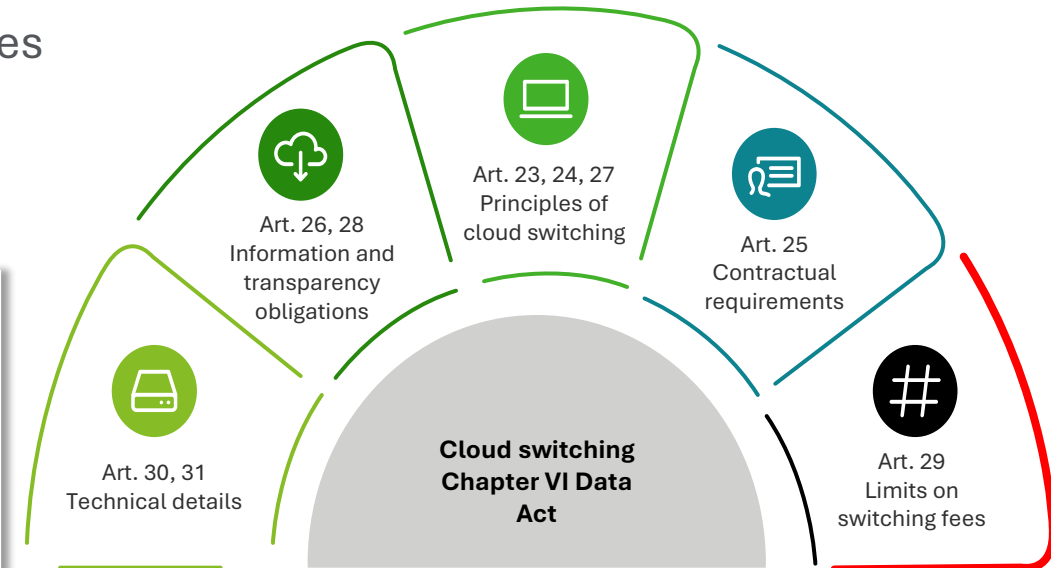 es
Art. 30, 31
Technical details
Art. 26, 28
Information and
transparency
obligations
Art. 23, 24, 27
Principles of
cloud switching
Art. 25
Contractual
requirements
Art. 29
Limits on
switching fees
Cloud switching
Chapter VI Data
Act